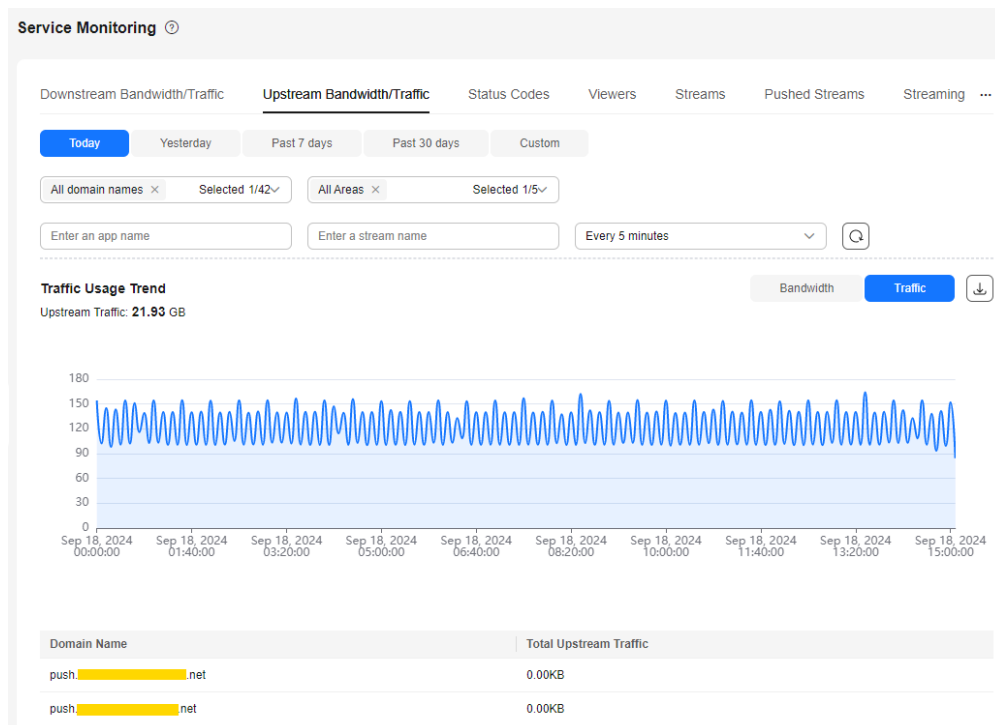 Service Monitoring ?
Downstream Bandwidth/Traffic Upstream Bandwidth/Traffic Status Codes Viewers Streams Pushed Streams Streaming ...
Today Yesterday Past 7 days Past 30 days Custom
All domain names × Selected 1/42 All Areas × Selected 1/5
Enter an app name Enter a stream name Every 5 minutes
Traffic Usage Trend Bandwidth Traffic
Upstream Traffic: 21.93 GB
180
150
120
90
60
30
0
Sep 18, 2024 Sep 18, 2024 Sep 18, 2024 Sep 18, 2024 Sep 18, 2024 Sep 18, 2024 Sep 18, 2024 Sep 18, 2024 Sep 18, 2024 Sep 18, 2024
00:00:00 01:40:00 03:20:00 05:00:00 06:40:00 08:20:00 10:00:00 11:40:00 13:20:00 15:00:00
Domain Name Total Upstream Traffic
push. .net 0.00KB
push. .net 0.00KB